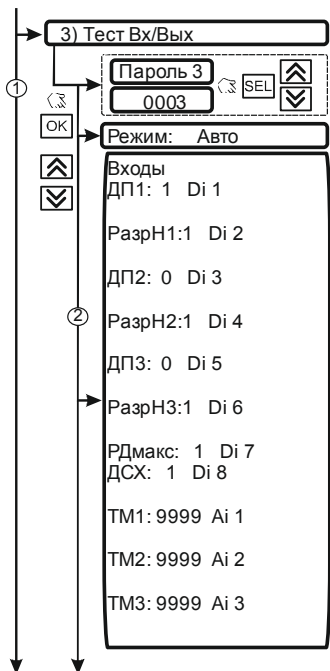 3) Тест Вх/Вых
Пароль 3
0003
SEL
1
OK
Режим: Авто
Входы
ДП1: 1 Di 1
РазрН1:1 Di 2
ДП2: 0 Di 3
2
РазрН2:1 Di 4
ДП3: 0 Di 5
РазрН3:1 Di 6
РДмакс: 1 Di 7
ДСХ: 1 Di 8
ТМ1: 9999 Ai 1
ТМ2: 9999 Ai 2
ТМ3: 9999 Ai 3